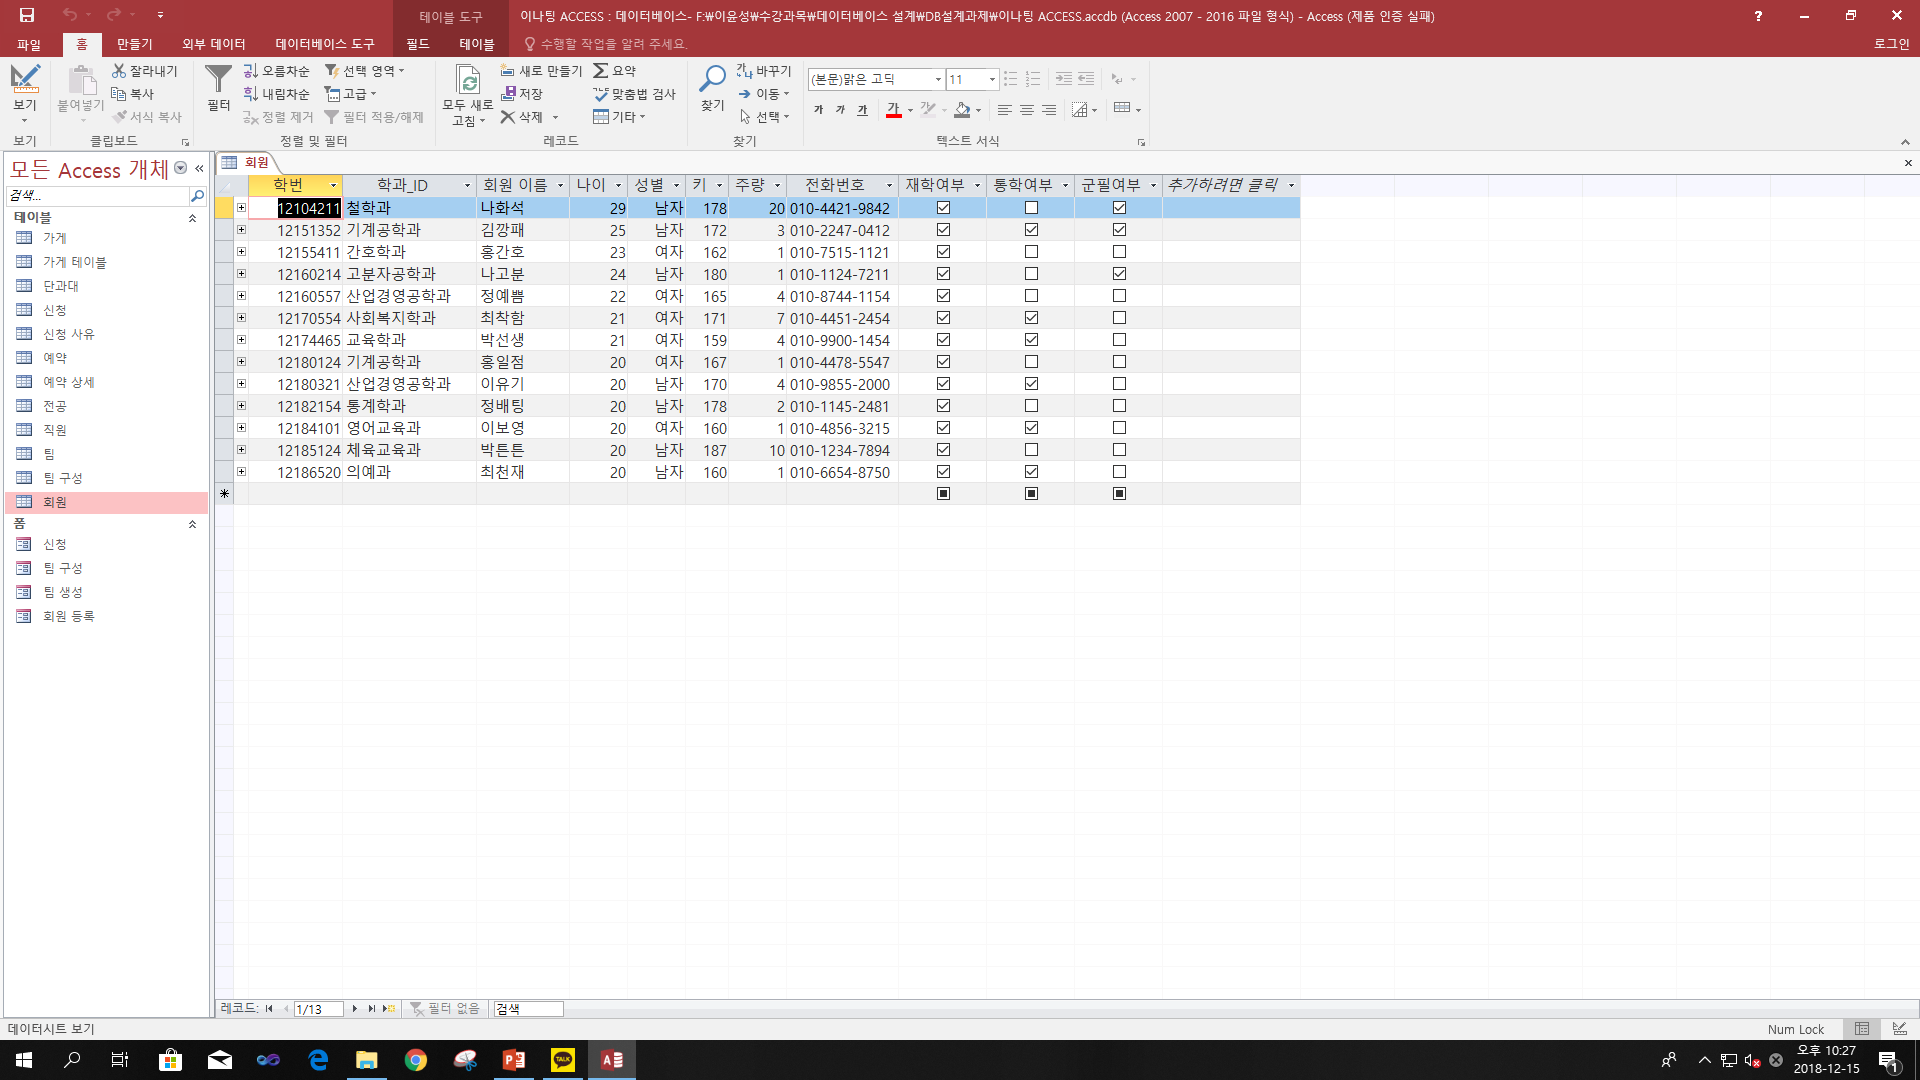 테이블 도구
이나팅 ACCESS : 데이터베이스- F:₩이윤성₩수강과목₩데이터베이스 설계₩DB설계과제₩이나팅 ACCESS.accdb (Access 2007 - 2016 파일 형식) - Access (제품 인증 실패)
?
파일 홈 만들기 외부 데이터 데이터베이스 도구 필드 테이블 수행할 작업을 알려 주세요. 로그인
보기 붙여넣기 잘라내기 복사 서식 복사
필터 오름차순 내림차순 정렬 제거 선택 영역 고급 필터 적용/해제
모두 새로 고침 새로 만들기 저장 삭제 요약 맞춤법 검사 기타
찾기 바꾸기 이동 선택
(본문)맑은 고딕 11
가 가 가 가
보기 클립보드 정렬 및 필터 레코드 찾기 텍스트 서식
모든 Access 개체
검색...
테이블
가게
가게 테이블
단과대
신청
신청 사유
예약
예약 상세
전공
직원
팀
팀 구성
회원
폼
신청
팀 구성
팀 생성
회원 등록
회원
학번 학과_ID 회원 이름 나이 성별 키 주량 전화번호 재학여부 통학여부 군필여부 추가하려면 클릭
12104211 철학과 나화석 29 남자 178 20 010-4421-9842
12151352 기계공학과 김깡패 25 남자 172 3 010-2247-0412
12155411 간호학과 홍간호 23 여자 162 1 010-7515-1121
12160214 고분자공학과 나고분 24 남자 180 1 010-1124-7211
12160557 산업경영공학과 정예쁨 22 여자 165 4 010-8744-1154
12170554 사회복지학과 최착함 21 여자 171 7 010-4451-2454
12174465 교육학과 박선생 21 여자 159 4 010-9900-1454
12180124 기계공학과 홍일점 20 여자 167 1 010-4478-5547
12180321 산업경영공학과 이유기 20 남자 170 4 010-9855-2000
12182154 통계학과 정배팅 20 남자 178 2 010-1145-2481
12184101 영어교육과 이보영 20 여자 160 1 010-4856-3215
12185124 체육교육과 박튼튼 20 남자 187 10 010-1234-7894
12186520 의예과 최천재 20 남자 160 1 010-6654-8750
레코드: 1/13 필터 없음 검색
데이터시트 보기
Num Lock
TALK
오후 10:27
2018-12-15
1